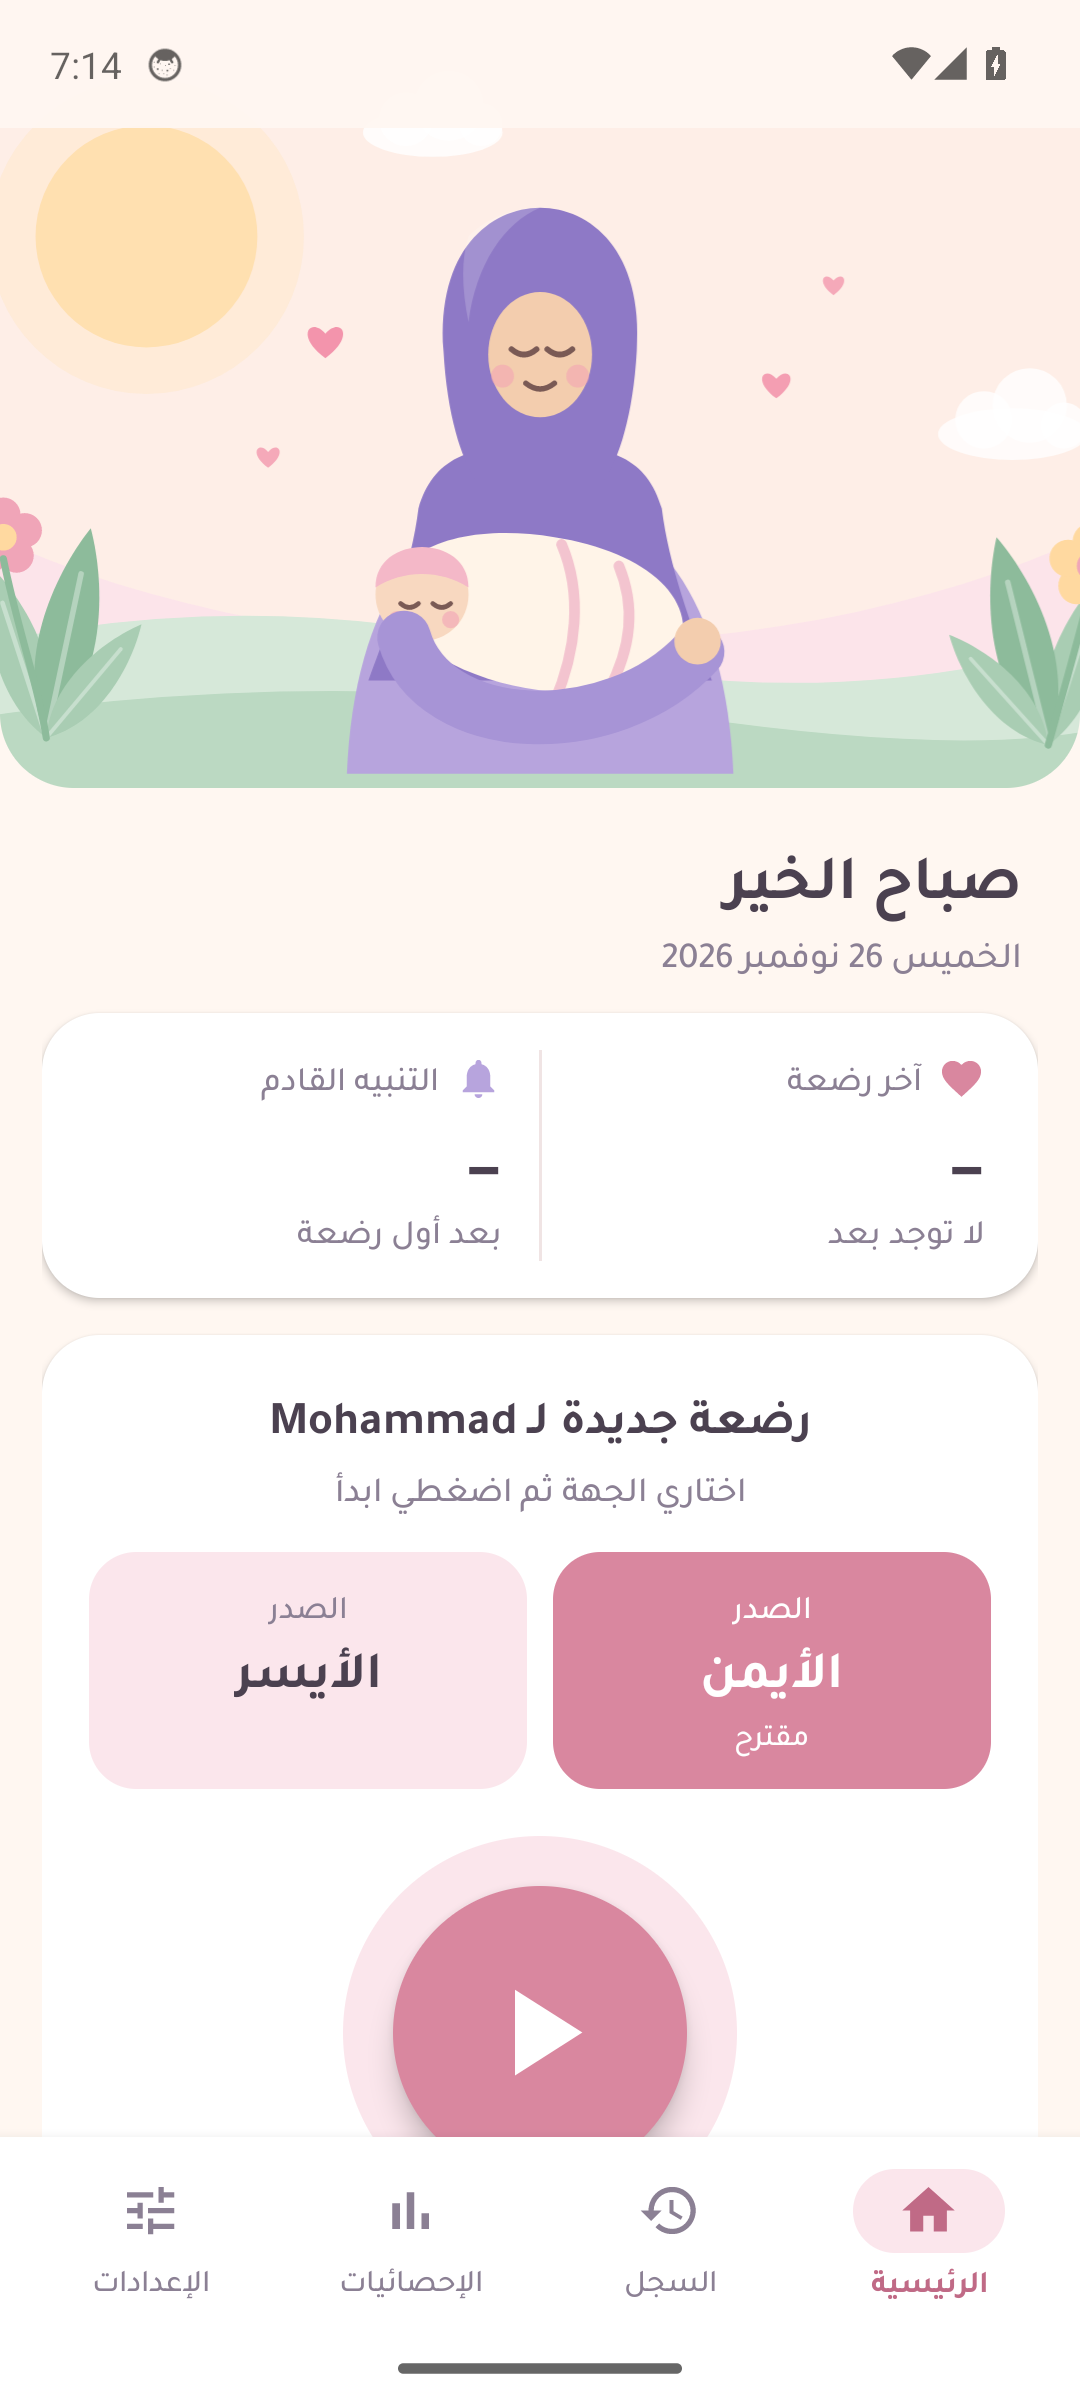 7:14
صباح الخير
الخميس 26 نوفمبر 2026
آخر رضعة
–
لا توجد بعد
التنبيه القادم
–
بعد أول رضعة
رضعة جديدة لـ Mohammad
اختاري الجهة ثم اضغطي ابدأ
الصدر
الأيمن
مقترح
الصدر
الأيسر
الرئيسية
السجل
الإحصائيات
الإعدادات